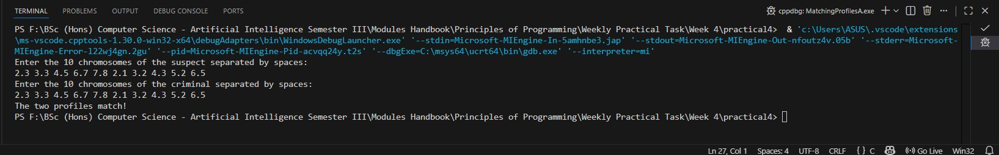 TERMINAL PROBLEMS OUTPUT DEBUG CONSOLE PORTS cppdbg: MatchingProfilesA.exe
PS F:\BSc (Hons) Computer Science - Artificial Intelligence Semester III\Modules Handbook\Principles of Programming\Weekly Practical Task\Week 4\practical4>  & 'c:\Users\ASUS\.vscode\extensions
\ms-vscode.cpptools-1.30.0-win32-x64\debugAdapters\bin\WindowsDebugLauncher.exe' '--stdin=Microsoft-MIEngine-In-5amhnbe3.jap' '--stdout=Microsoft-MIEngine-Out-nfoutz4v.05b' '--stderr=Microsoft-
MIEngine-Error-l22wj4gn.2gu' '--pid=Microsoft-MIEngine-Pid-acvqq24y.t2s' '--dbgExe=C:\msys64\ucrt64\bin\gdb.exe' '--interpreter=mi'
Enter the 10 chromosomes of the suspect separated by spaces:
2.3 3.3 4.5 6.7 7.8 2.1 3.2 4.3 5.2 6.5
Enter the 10 chromosomes of the criminal separated by spaces:
2.3 3.3 4.5 6.7 7.8 2.1 3.2 4.3 5.2 6.5
The two profiles match!
PS F:\BSc (Hons) Computer Science - Artificial Intelligence Semester III\Modules Handbook\Principles of Programming\Weekly Practical Task\Week 4\practical4>
Ln 27, Col 1 Spaces: 4 UTF-8 CRLF {} C Go Live Win32